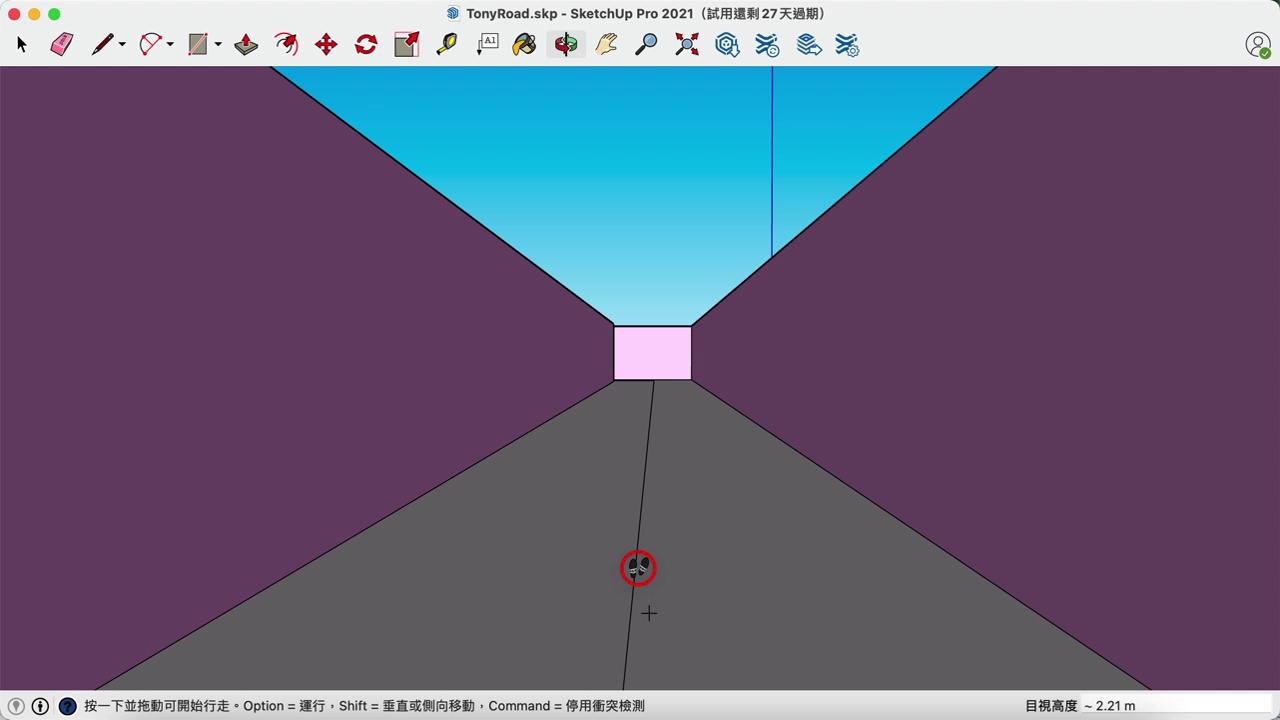 TonyRoad.skp - SketchUp Pro 2021（試用還剩 27 天過期）
A1
按一下並拖動可開始行走。Option = 運行，Shift = 垂直或側向移動，Command = 停用衝突檢測
目視高度 ~ 2.21 m